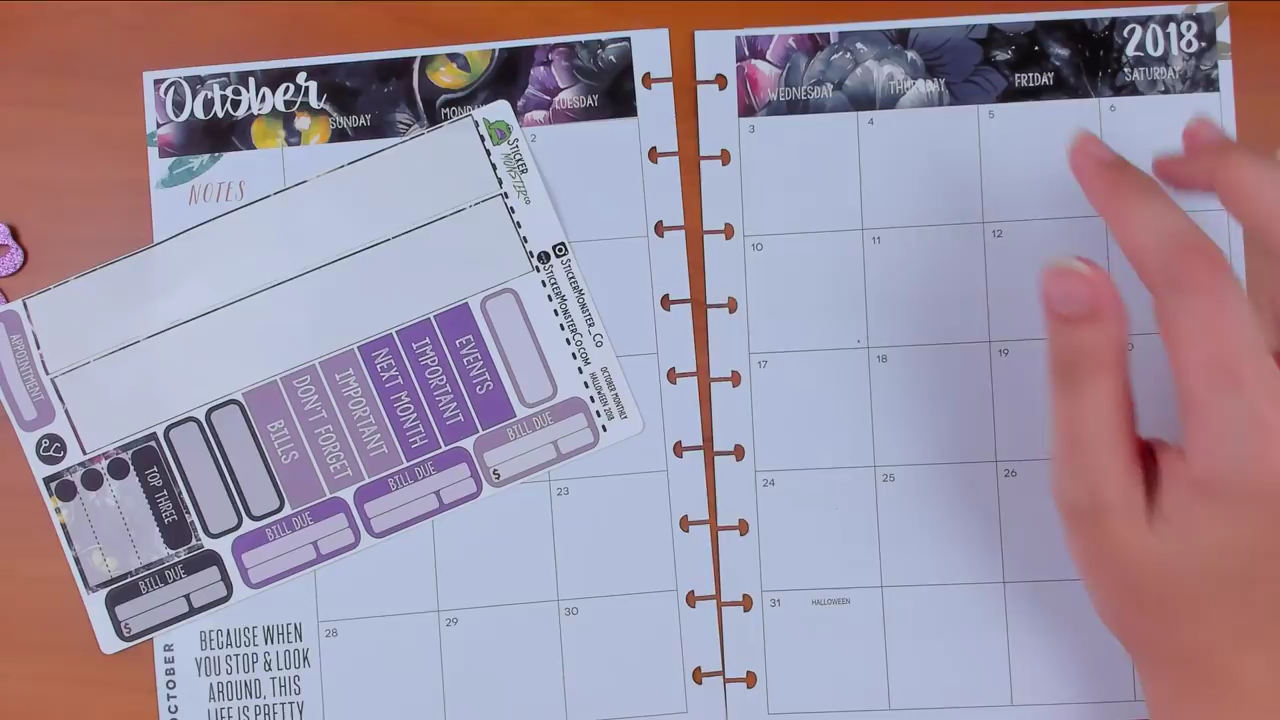 October
SUNDAY
MONDAY
TUESDAY
WEDNESDAY
THURSDAY
FRIDAY
2018
SATURDAY
NOTES
2
3
4
5
6
10
11
12
17
18
19
23
24
25
26
28
29
30
31
HALLOWEEN
STICKER
MONSTER CO
STICKERMONSTER_CO
STICKERMONSTERCO.COM
OCTOBER MONTHLY
HALLOWEEN 2018
APPOINTMENT
TOP THREE
BILLS
DON'T FORGET
IMPORTANT
NEXT MONTH
IMPORTANT
EVENTS
BILL DUE
$
BILL DUE
BILL DUE
BILL DUE
$
OCTOBER
BECAUSE WHEN
YOU STOP & LOOK
AROUND, THIS
LIFE IS PRETTY